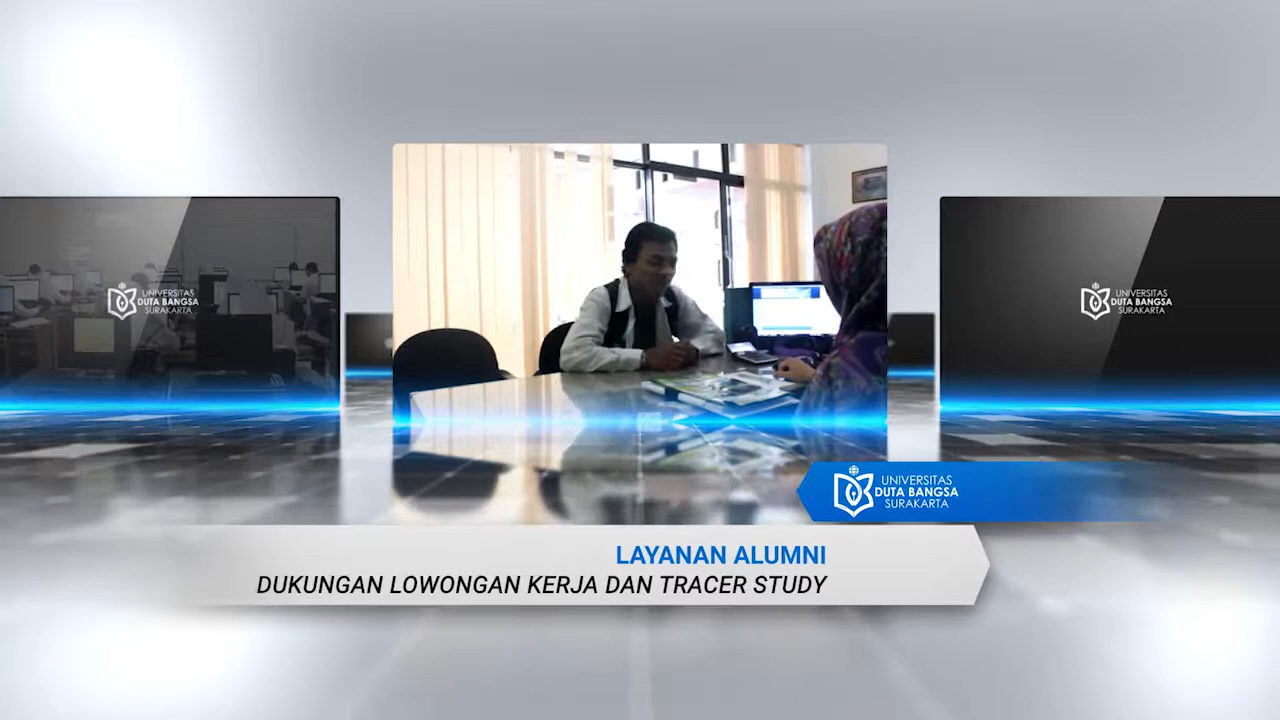 UNIVERSITAS
DUTA BANGSA
SURAKARTA
UNIVERSITAS
DUTA BANGSA
SURAKARTA
UNIVERSITAS
DUTA BANGSA
SURAKARTA
LAYANAN ALUMNI
DUKUNGAN LOWONGAN KERJA DAN TRACER STUDY